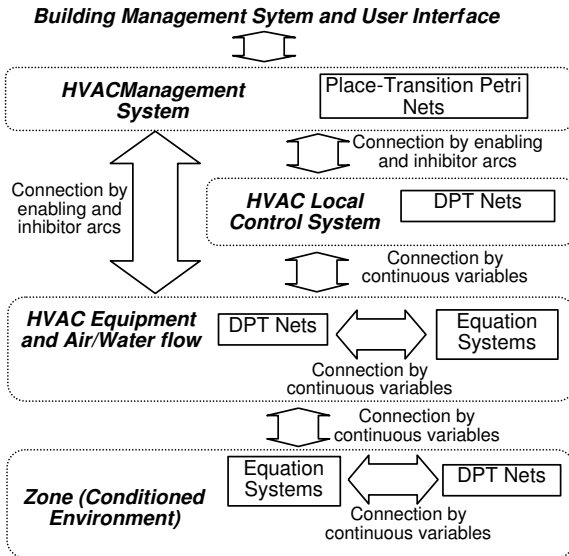 Building Management Sytem and User Interface
HVACManagement
System
Place-Transition Petri
Nets
Connection by enabling
and inhibitor arcs
Connection by
enabling and
inhibitor arcs
HVAC Local
Control System
DPT Nets
Connection by
continuous variables
HVAC Equipment
and Air/Water flow
DPT Nets
Equation
Systems
Connection by
continuous variables
Connection by
continuous variables
Zone (Conditioned
Environment)
Equation
Systems
DPT Nets
Connection by
continuous variables